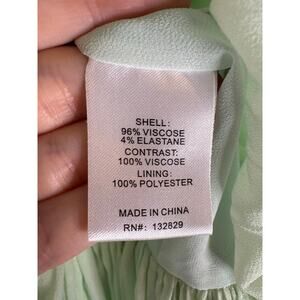 SHELL:
96% VISCOSE
4% ELASTANE
CONTRAST:
100% VISCOSE
LINING:
100% POLYESTER
MADE IN CHINA
RN#: 132829